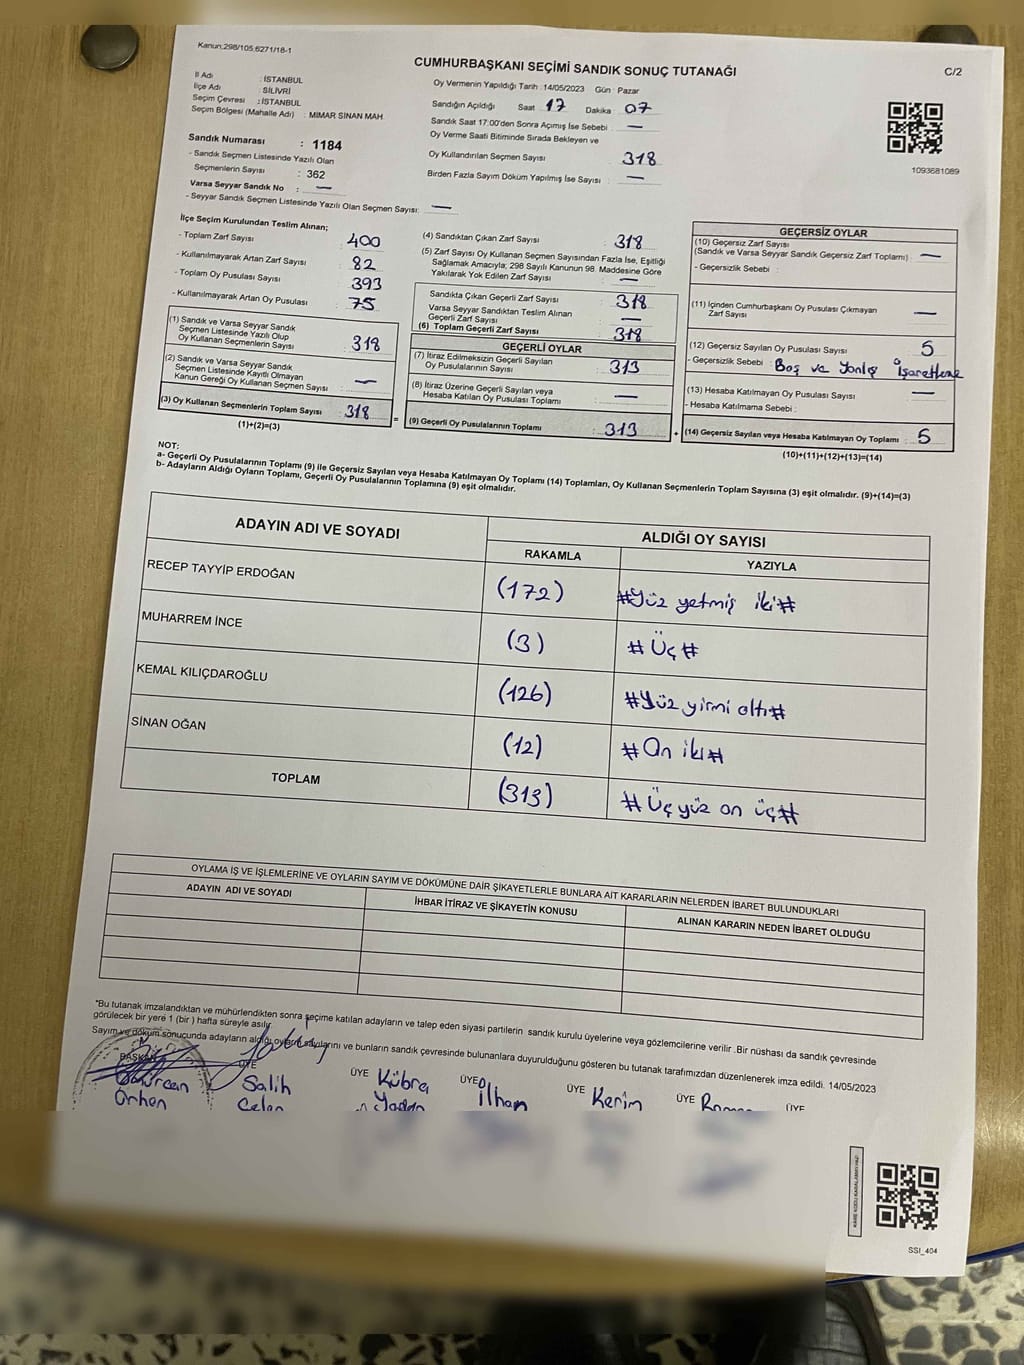 Kanun:298/105;6271/18-1
CUMHURBAŞKANI SEÇİMİ SANDIK SONUÇ TUTANAĞI
C/2
İl Adı : İSTANBUL
İlçe Adı : SİLİVRİ
Seçim Çevresi : İSTANBUL
Seçim Bölgesi (Mahalle Adı) : MİMAR SİNAN MAH.
Oy Vermenin Yapıldığı Tarih :14/05/2023 Gün : Pazar
Sandığın Açıldığı Saat 17 Dakika 07
Sandık Saat 17:00'den Sonra Açımış İse Sebebi : —
Oy Verme Saati Bitiminde Sırada Bekleyen ve
Oy Kullandırılan Seçmen Sayısı 318
Birden Fazla Sayım Döküm Yapılmış İse Sayısı : —
1093681089
Sandık Numarası : 1184
- Sandık Seçmen Listesinde Yazılı Olan
Seçmenlerin Sayısı : 362
Varsa Seyyar Sandık No : —
- Seyyar Sandık Seçmen Listesinde Yazılı Olan Seçmen Sayısı: —
İlçe Seçim Kurulundan Teslim Alınan;
- Toplam Zarf Sayısı : 400
- Kullanılmayarak Artan Zarf Sayısı : 82
- Toplam Oy Pusulası Sayısı : 393
- Kullanılmayarak Artan Oy Pusulası : 75
(1) Sandık ve Varsa Seyyar Sandık
Seçmen Listesinde Yazılı Olup
Oy Kullanan Seçmenlerin Sayısı : 318
(2) Sandık ve Varsa Seyyar Sandık
Seçmen Listesinde Kayıtlı Olmayan
Kanun Gereği Oy Kullanan Seçmen Sayısı : —
(3) Oy Kullanan Seçmenlerin Toplam Sayısı : 318
(1)+(2)=(3)
(4) Sandıktan Çıkan Zarf Sayısı : 318
(5) Zarf Sayısı Oy Kullanan Seçmen Sayısından Fazla İse, Eşitliği
Sağlamak Amacıyla; 298 Sayılı Kanunun 98. Maddesine Göre
Yakılarak Yok Edilen Zarf Sayısı : —
Sandıkta Çıkan Geçerli Zarf Sayısı : 318
Varsa Seyyar Sandıktan Teslim Alınan
Geçerli Zarf Sayısı : —
(6) Toplam Geçerli Zarf Sayısı : 318
GEÇERLİ OYLAR
(7) İtiraz Edilmeksizin Geçerli Sayılan
Oy Pusulalarının Sayısı : 313
(8) İtiraz Üzerine Geçerli Sayılan veya
Hesaba Katılan Oy Pusulası Toplamı : —
(9) Geçerli Oy Pusulalarının Toplamı : 313
GEÇERSİZ OYLAR
(10) Geçersiz Zarf Sayısı
(Sandık ve Varsa Seyyar Sandık Geçersiz Zarf Toplamı) : —
- Geçersizlik Sebebi :
(11) İçinden Cumhurbaşkanı Oy Pusulası Çıkmayan
Zarf Sayısı : —
(12) Geçersiz Sayılan Oy Pusulası Sayısı : 5
- Geçersizlik Sebebi : Boş ve Yanlış işaretleme
(13) Hesaba Katılmayan Oy Pusulası Sayısı : —
- Hesaba Katılmama Sebebi :
(14) Geçersiz Sayılan veya Hesaba Katılmayan Oy Toplamı : 5
(10)+(11)+(12)+(13)=(14)
NOT:
a- Geçerli Oy Pusulalarının Toplamı (9) ile Geçersiz Sayılan veya Hesaba Katılmayan Oy Toplamı (14) Toplamları, Oy Kullanan Seçmenlerin Toplam Sayısına (3) eşit olmalıdır. (9)+(14)=(3)
b- Adayların Aldığı Oyların Toplamı, Geçerli Oy Pusulalarının Toplamına (9) eşit olmalıdır.
ADAYIN ADI VE SOYADI
ALDIĞI OY SAYISI
RAKAMLA
YAZIYLA
RECEP TAYYİP ERDOĞAN (172) #Yüz yetmiş iki#
MUHARREM İNCE (3) #Üç#
KEMAL KILIÇDAROĞLU (126) #Yüz yirmi altı#
SİNAN OĞAN (12) #On iki#
TOPLAM (313) #Üç yüz on üç#
OYLAMA İŞ VE İŞLEMLERİNE VE OYLARIN SAYIM VE DÖKÜMÜNE DAİR ŞİKAYETLERLE BUNLARA AİT KARARLARIN NELERDEN İBARET BULUNDUKLARI
ADAYIN ADI VE SOYADI
İHBAR İTİRAZ VE ŞİKAYETİN KONUSU
ALINAN KARARIN NEDEN İBARET OLDUĞU
"Bu tutanak imzalandıktan ve mühürlendikten sonra seçime katılan adayların ve talep eden siyasi partilerin sandık kurulu üyelerine veya gözlemcilerine verilir .Bir nüshası da sandık çevresinde
görülecek bir yere 1 (bir ) hafta süreyle asılır.
Sayım ve döküm sonucunda adayların aldığı oyların sayılarını ve bunların sandık çevresinde bulunanlara duyurulduğunu gösteren bu tutanak tarafımızdan düzenlenerek imza edildi. 14/05/2023
BAŞKAN ÜYE ÜYE ÜYE ÜYE ÜYE ÜYE
Salih Kübra İlham Kerim
Orhan
SSI_404